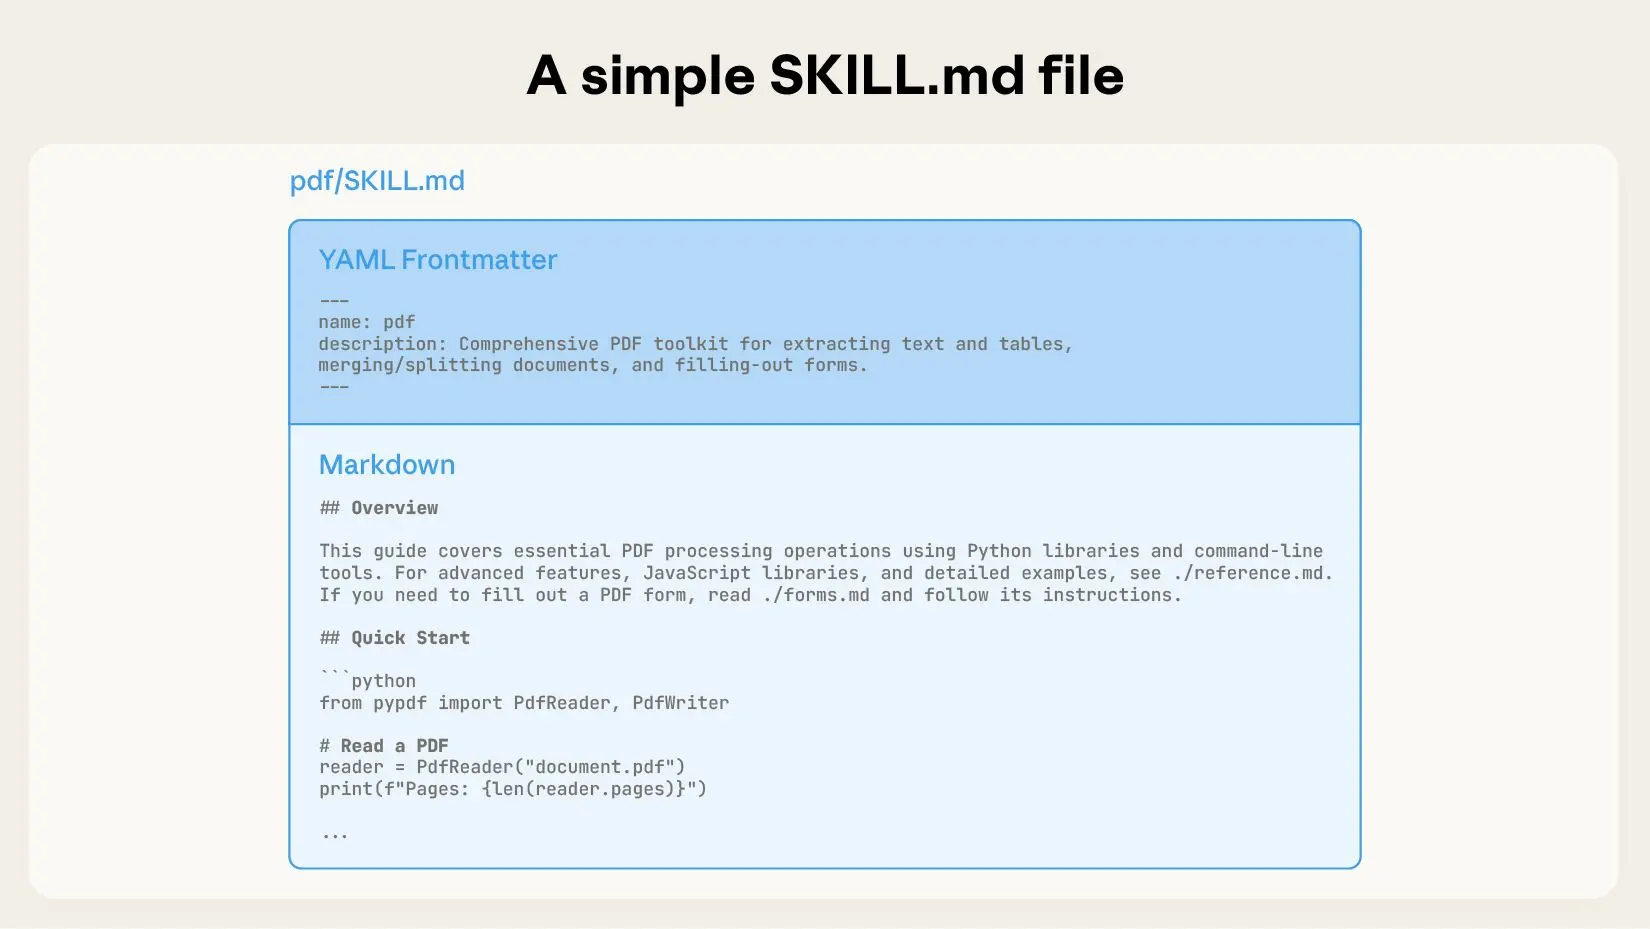 A simple SKILL.md file
pdf/SKILL.md
YAML Frontmatter
---
name: pdf
description: Comprehensive PDF toolkit for extracting text and tables,
merging/splitting documents, and filling-out forms.
---
Markdown
## Overview
This guide covers essential PDF processing operations using Python libraries and command-line
tools. For advanced features, JavaScript libraries, and detailed examples, see ./reference.md.
If you need to fill out a PDF form, read ./forms.md and follow its instructions.
## Quick Start
```python
from pypdf import PdfReader, PdfWriter
# Read a PDF
reader = PdfReader("document.pdf")
print(f"Pages: {len(reader.pages)}")
...